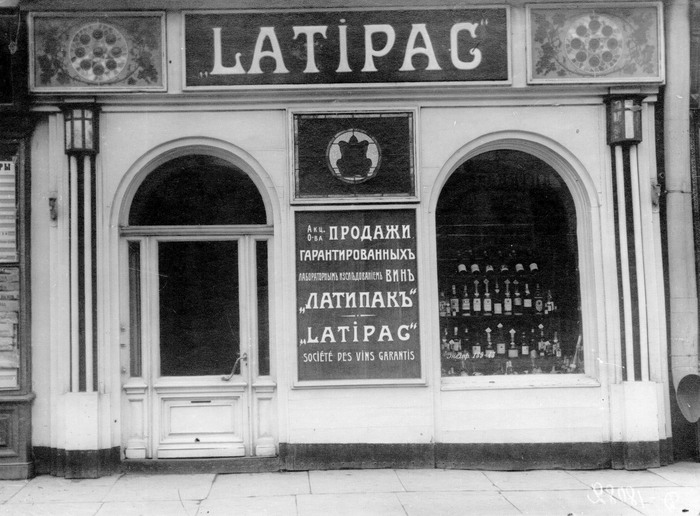 „LATIPAC"
Акц. О-ва ПРОДАЖИ
ГАРАНТИРОВАННЫХЪ
ЛАБОРАТОРНЫМЪ ИЗСЛѢДОВАНІЕМЪ ВИНЪ
„ЛАТИПАКЪ"
„LATIPAC"
SOCIÉTÉ DES VINS GARANTIS